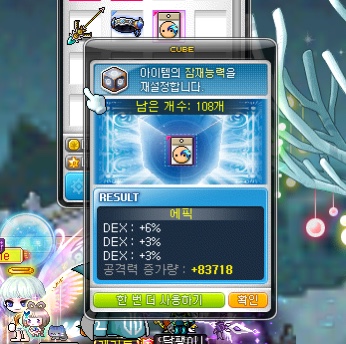 CUBE
아이템의 잠재능력을
재설정합니다.
남은 개수: 108개
RESULT
에픽
DEX : +6%
DEX : +3%
DEX : +3%
공격력 증가량 : +83718
한 번 더 사용하기
확인